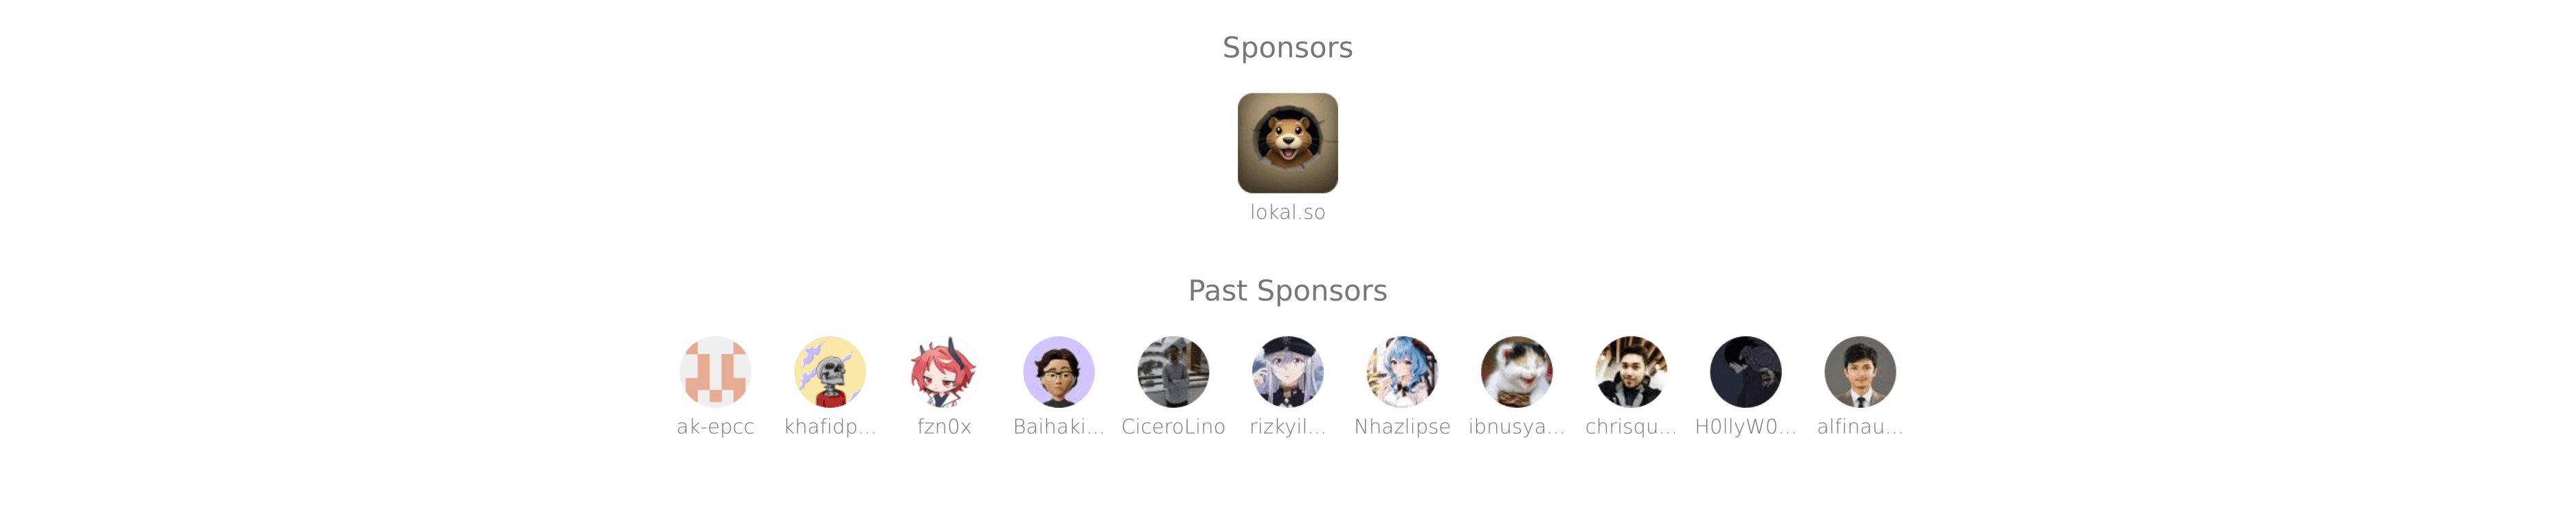 Sponsors
lokal.so
Past Sponsors
ak-epcc khafidp... fzn0x Baihaki... CiceroLino rizkyil... Nhazlipse ibnusya... chrisqu... H0llyW0... alfinau...